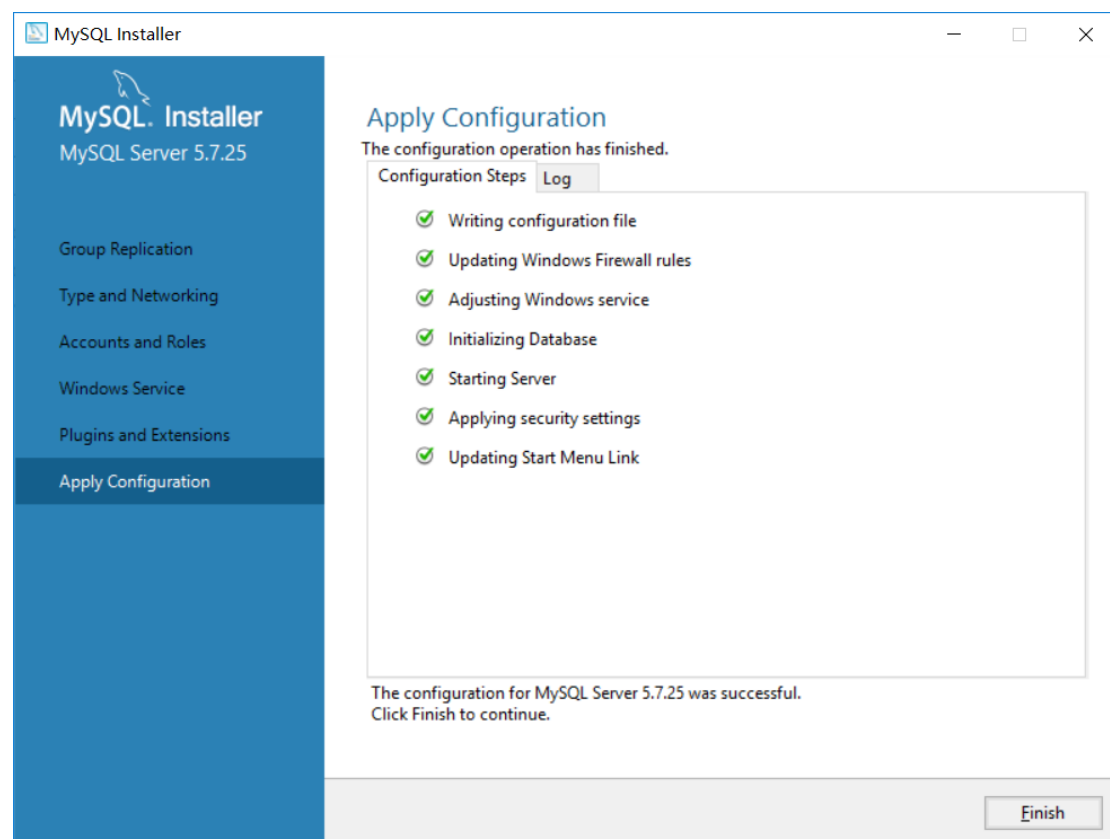 MySQL Installer
MySQL. Installer
MySQL Server 5.7.25
Group Replication
Type and Networking
Accounts and Roles
Windows Service
Plugins and Extensions
Apply Configuration
Apply Configuration
The configuration operation has finished.
Configuration Steps
Log
Writing configuration file
Updating Windows Firewall rules
Adjusting Windows service
Initializing Database
Starting Server
Applying security settings
Updating Start Menu Link
The configuration for MySQL Server 5.7.25 was successful.
Click Finish to continue.
Finish